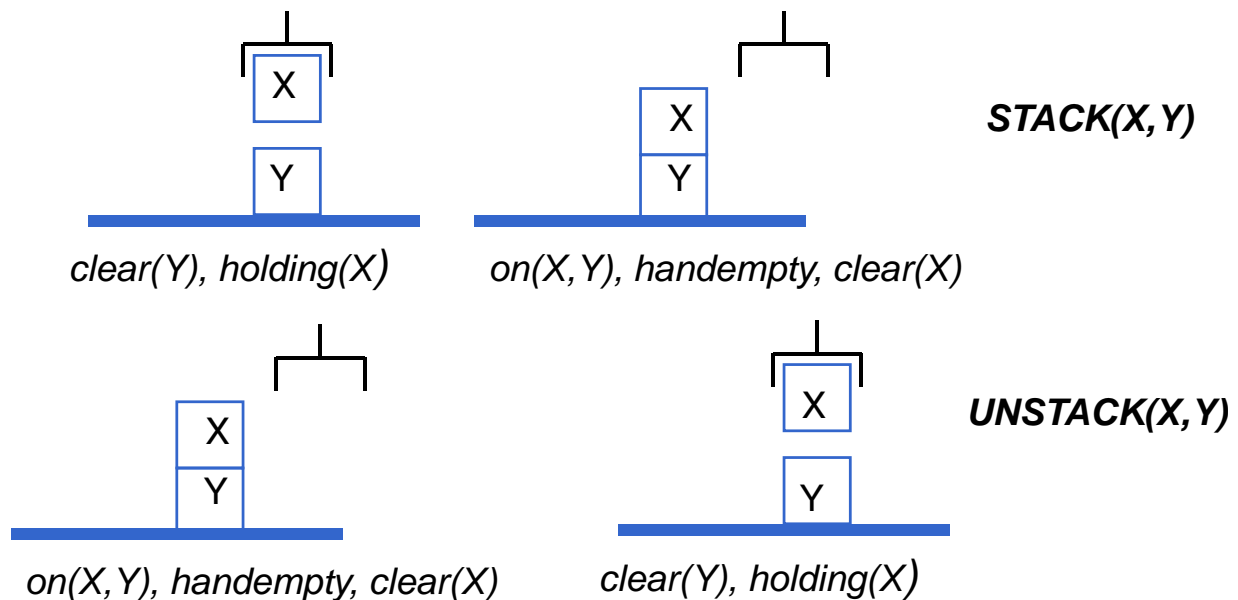 X
Y
X
Y
STACK(X,Y)
clear(Y), holding(X)
on(X,Y), handempty, clear(X)
X
Y
X
Y
UNSTACK(X,Y)
on(X,Y), handempty, clear(X)
clear(Y), holding(X)